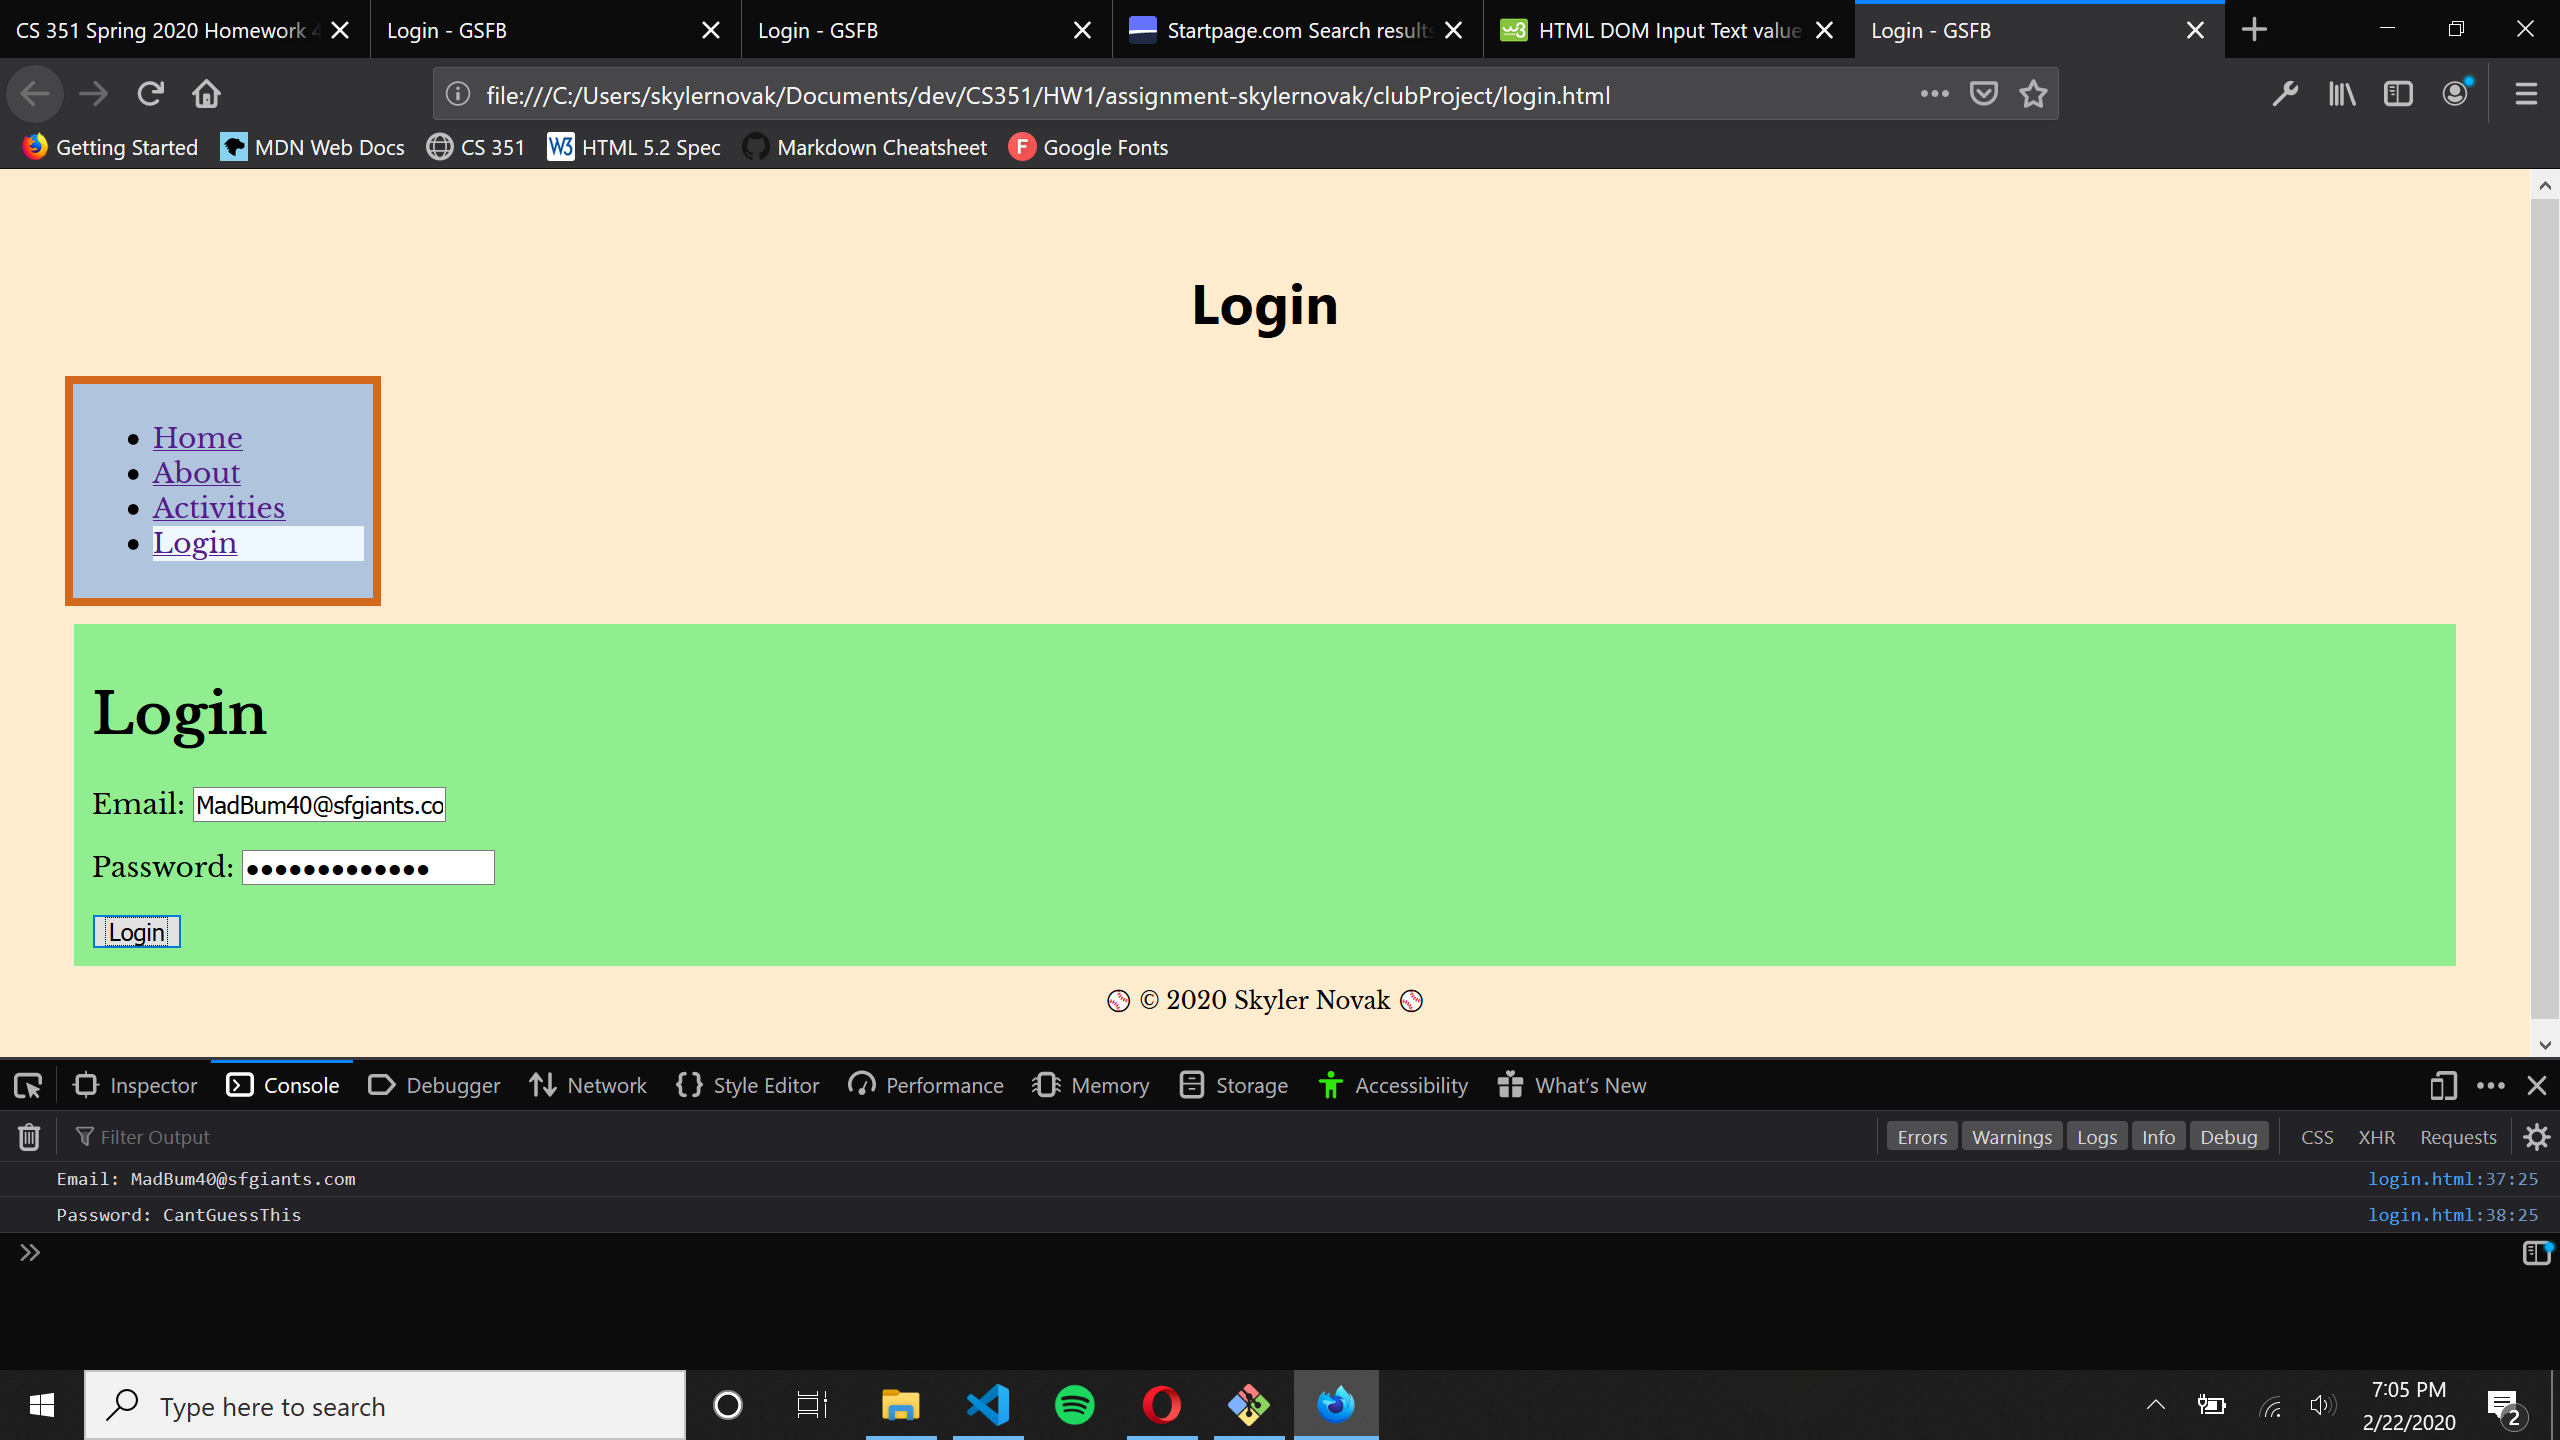 CS 351 Spring 2020 Homework 4
Login - GSFB
Login - GSFB
Startpage.com Search results
HTML DOM Input Text value
Login - GSFB
file:///C:/Users/skylernovak/Documents/dev/CS351/HW1/assignment-skylernovak/clubProject/login.html
Getting Started
MDN Web Docs
CS 351
W3
HTML 5.2 Spec
Markdown Cheatsheet
F
Google Fonts
Login
Home
About
Activities
Login
Login
Email: MadBum40@sfgiants.co
Password: •••••••••••••
Login
© 2020 Skyler Novak
Inspector
Console
Debugger
Network
Style Editor
Performance
Memory
Storage
Accessibility
What's New
Filter Output
Errors
Warnings
Logs
Info
Debug
CSS
XHR
Requests
Email: MadBum40@sfgiants.com
login.html:37:25
Password: CantGuessThis
login.html:38:25
Type here to search
7:05 PM
2/22/2020
2